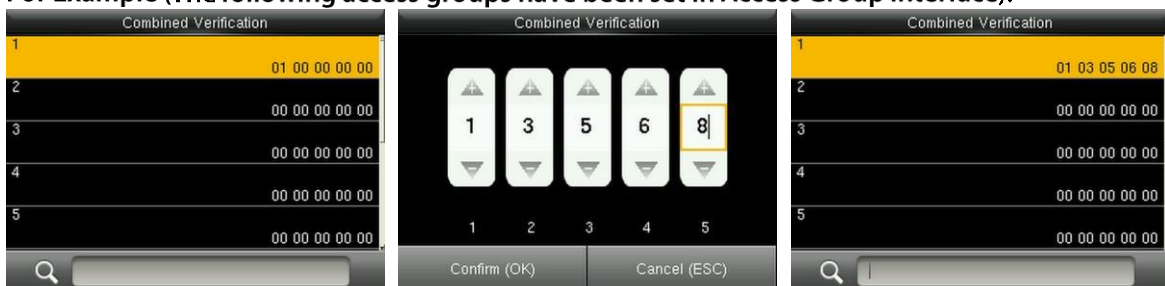 For Example (The following access groups have been set in Access Group interface):
Combined Verification
1
01 00 00 00 00
2
00 00 00 00 00
3
00 00 00 00 00
4
00 00 00 00 00
5
00 00 00 00 00
Combined Verification
1 3 5 6 8
1 2 3 4 5
Confirm (OK) Cancel (ESC)
Combined Verification
1
01 03 05 06 08
2
00 00 00 00 00
3
00 00 00 00 00
4
00 00 00 00 00
5
00 00 00 00 00